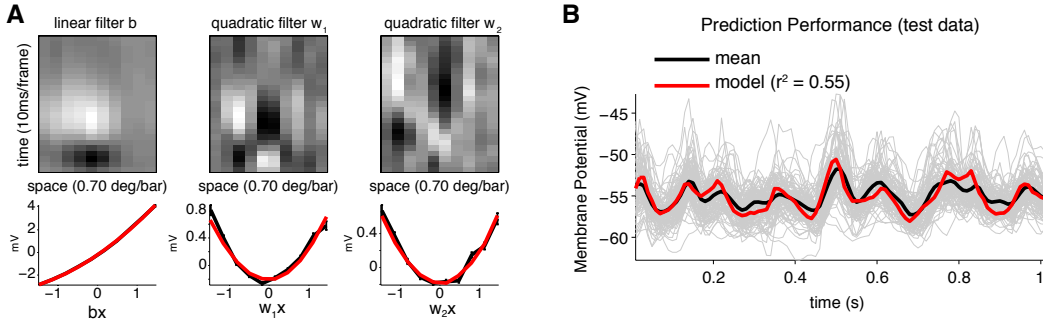 A
linear filter b
quadratic filter w1
quadratic filter w2
time (10ms/frame)
space (0.70 deg/bar)
space (0.70 deg/bar)
space (0.70 deg/bar)
mV
4
2
0
−2
−1
0
1
bx
mV
0.8
0.4
0
−1
0
1
w1x
mV
0.4
0
−1
0
1
w2x
B
Prediction Performance (test data)
mean
model (r² = 0.55)
Membrane Potential (mV)
−45
−50
−55
−60
0.2
0.4
0.6
0.8
1
time (s)